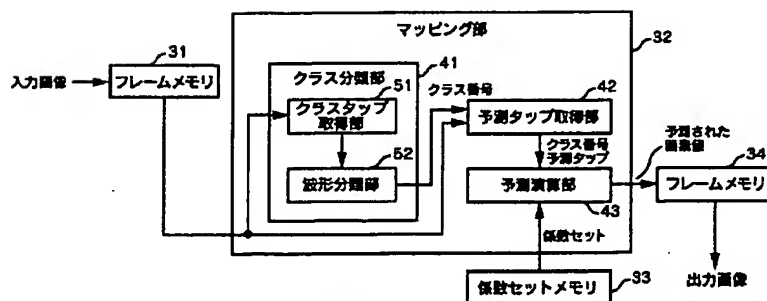 マッピング部
32
31
入力画像
フレームメモリ
クラス分類部
41
クラス番号
51
クラスタップ
取得部
42
予測タップ取得部
クラス番号
予測タップ
予測された
画素値
52
波形分類部
予測演算部
43
34
フレームメモリ
係数セット
係数セットメモリ
33
出力画像